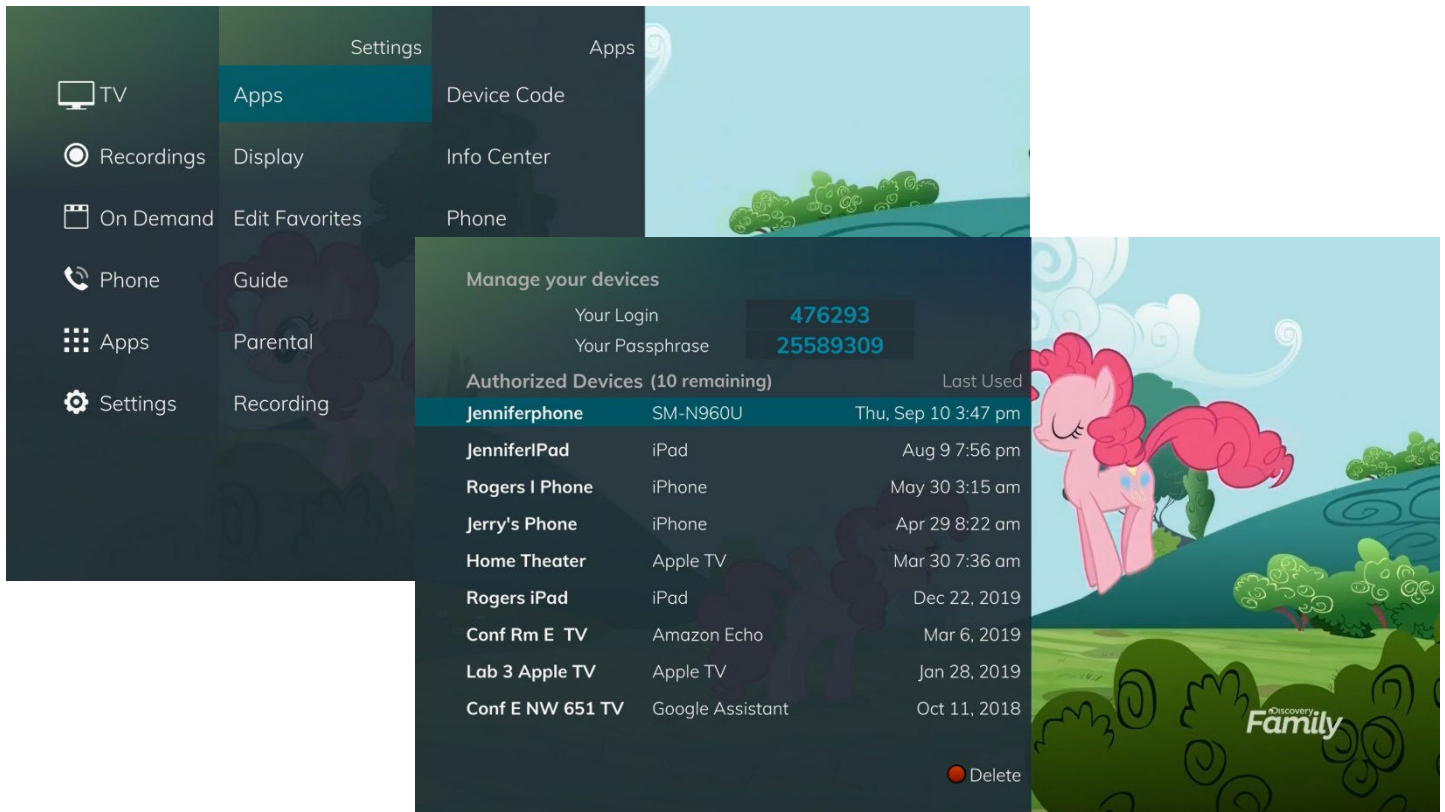 Settings Apps
TV Apps Device Code
Recordings Display Info Center
On Demand Edit Favorites Phone
Phone Guide
Apps Parental
Settings Recording
Manage your devices
Your Login 476293
Your Passphrase 25589309
Authorized Devices (10 remaining) Last Used
Jenniferphone SM-N960U Thu, Sep 10 3:47 pm
JenniferIPad iPad Aug 9 7:56 pm
Rogers I Phone iPhone May 30 3:15 am
Jerry's Phone iPhone Apr 29 8:22 am
Home Theater Apple TV Mar 30 7:36 am
Rogers iPad iPad Dec 22, 2019
Conf Rm E TV Amazon Echo Mar 6, 2019
Lab 3 Apple TV Apple TV Jan 28, 2019
Conf E NW 651 TV Google Assistant Oct 11, 2018
Delete
Discovery
Family